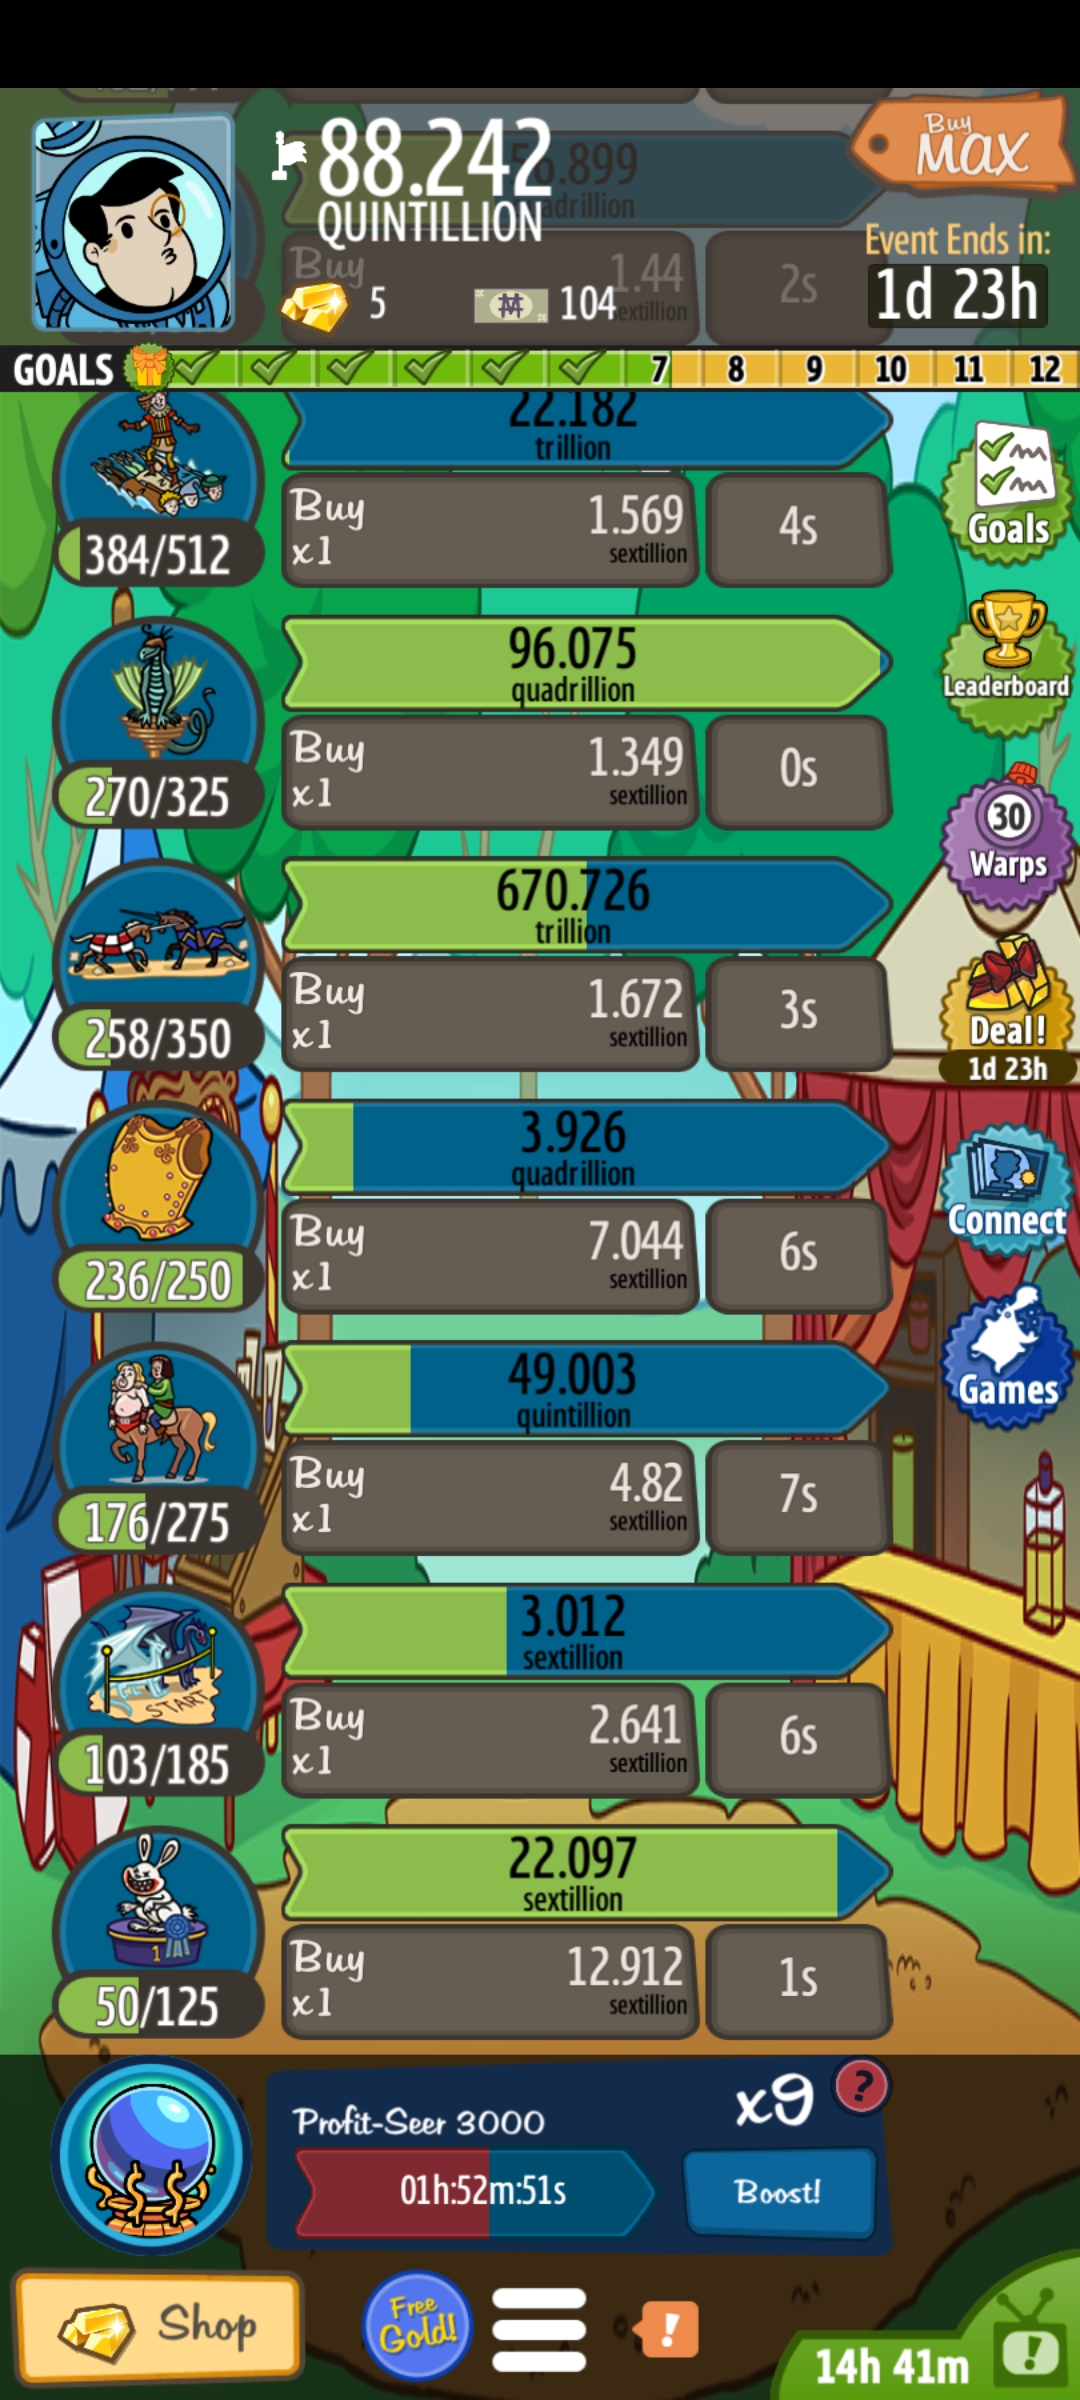 88.242
QUINTILLION
Buy
MAX
5
104
Event Ends in:
1d 23h
Buy
1.44
2s
GOALS 7 8 9 10 11 12
22.182
trillion
384/512
Buy
x1
1.569
sextillion
4s
Goals
96.075
quadrillion
270/325
Buy
x1
1.349
sextillion
0s
Leaderboard
670.726
trillion
258/350
Buy
x1
1.672
sextillion
3s
30
Warps
Deal!
1d 23h
3.926
quadrillion
236/250
Buy
x1
7.044
sextillion
6s
Connect
49.003
quintillion
176/275
Buy
x1
4.82
sextillion
7s
Games
3.012
sextillion
START
103/185
Buy
x1
2.641
sextillion
6s
22.097
sextillion
1
50/125
Buy
x1
12.912
sextillion
1s
Profit-Seer 3000
x9
?
01h:52m:51s
Boost!
Shop
Free
Gold!
!
14h 41m
!